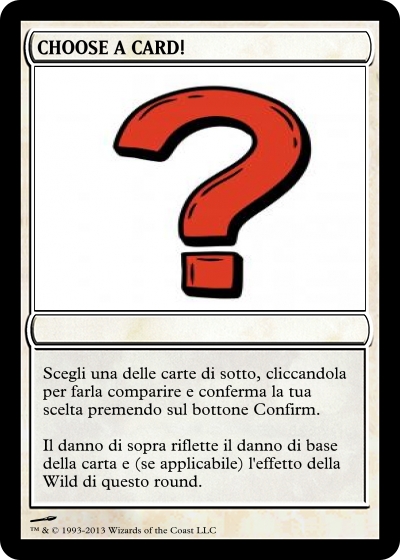 CHOOSE A CARD!
Scegli una delle carte di sotto, cliccandola
per farla comparire e conferma la tua
scelta premendo sul bottone Confirm.
Il danno di sopra riflette il danno di base
della carta e (se applicabile) l'effetto della
Wild di questo round.
™ & © 1993-2013 Wizards of the Coast LLC